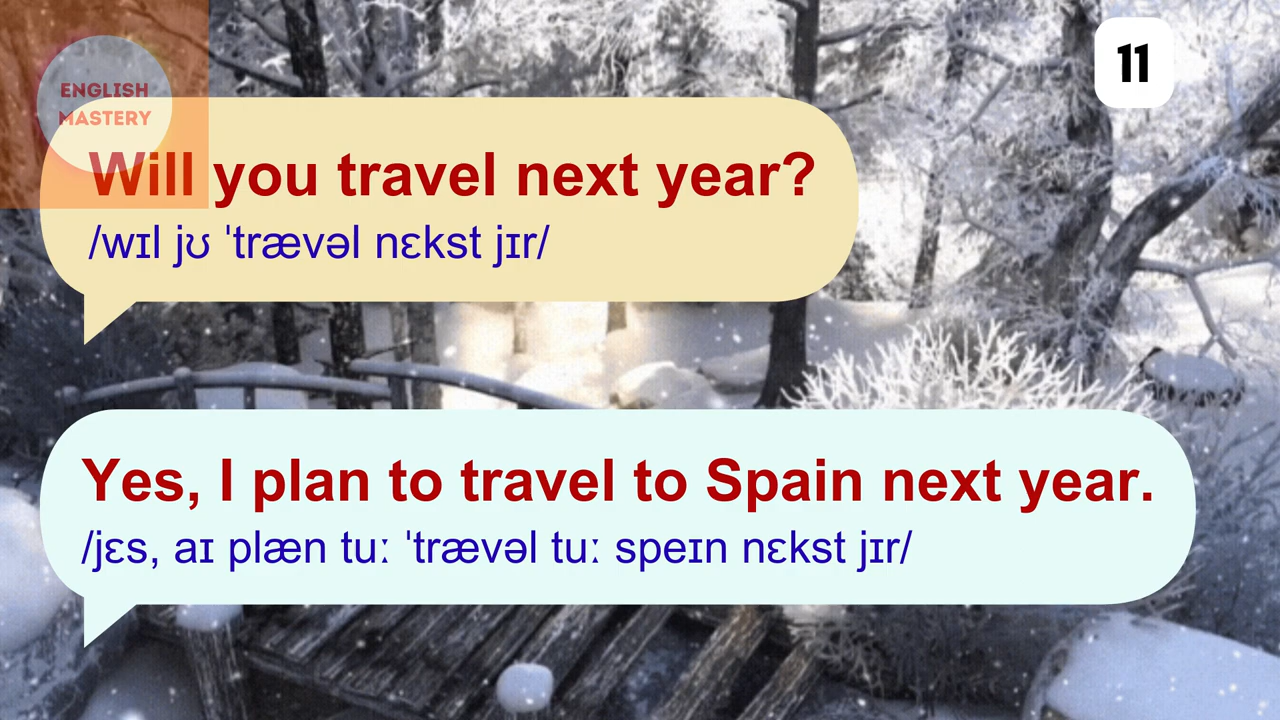 ENGLISH
MASTERY
11
Will you travel next year?
/wɪl jʊ ˈtrævəl nɛkst jɪr/
Yes, I plan to travel to Spain next year.
/jɛs, aɪ plæn tuː ˈtrævəl tuː speɪn nɛkst jɪr/